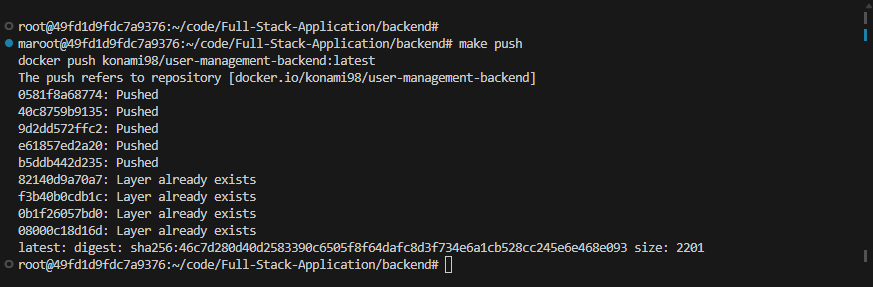 root@49fd1d9fdc7a9376:~/code/Full-Stack-Application/backend#
maroot@49fd1d9fdc7a9376:~/code/Full-Stack-Application/backend# make push
docker push konami98/user-management-backend:latest
The push refers to repository [docker.io/konami98/user-management-backend]
0581f8a68774: Pushed
40c8759b9135: Pushed
9d2dd572ffc2: Pushed
e61857ed2a20: Pushed
b5ddb442d235: Pushed
82140d9a70a7: Layer already exists
f3b40b0cdb1c: Layer already exists
0b1f26057bd0: Layer already exists
08000c18d16d: Layer already exists
latest: digest: sha256:46c7d280d40d2583390c6505f8f64dafc8d3f734e6a1cb528cc245e6e468e093 size: 2201
root@49fd1d9fdc7a9376:~/code/Full-Stack-Application/backend#